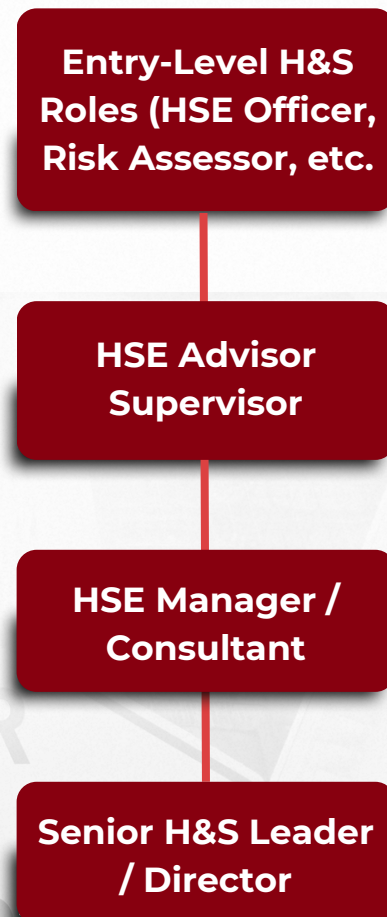 Entry-Level H&S
Roles (HSE Officer,
Risk Assessor, etc.
HSE Advisor
Supervisor
HSE Manager /
Consultant
Senior H&S Leader
/ Director